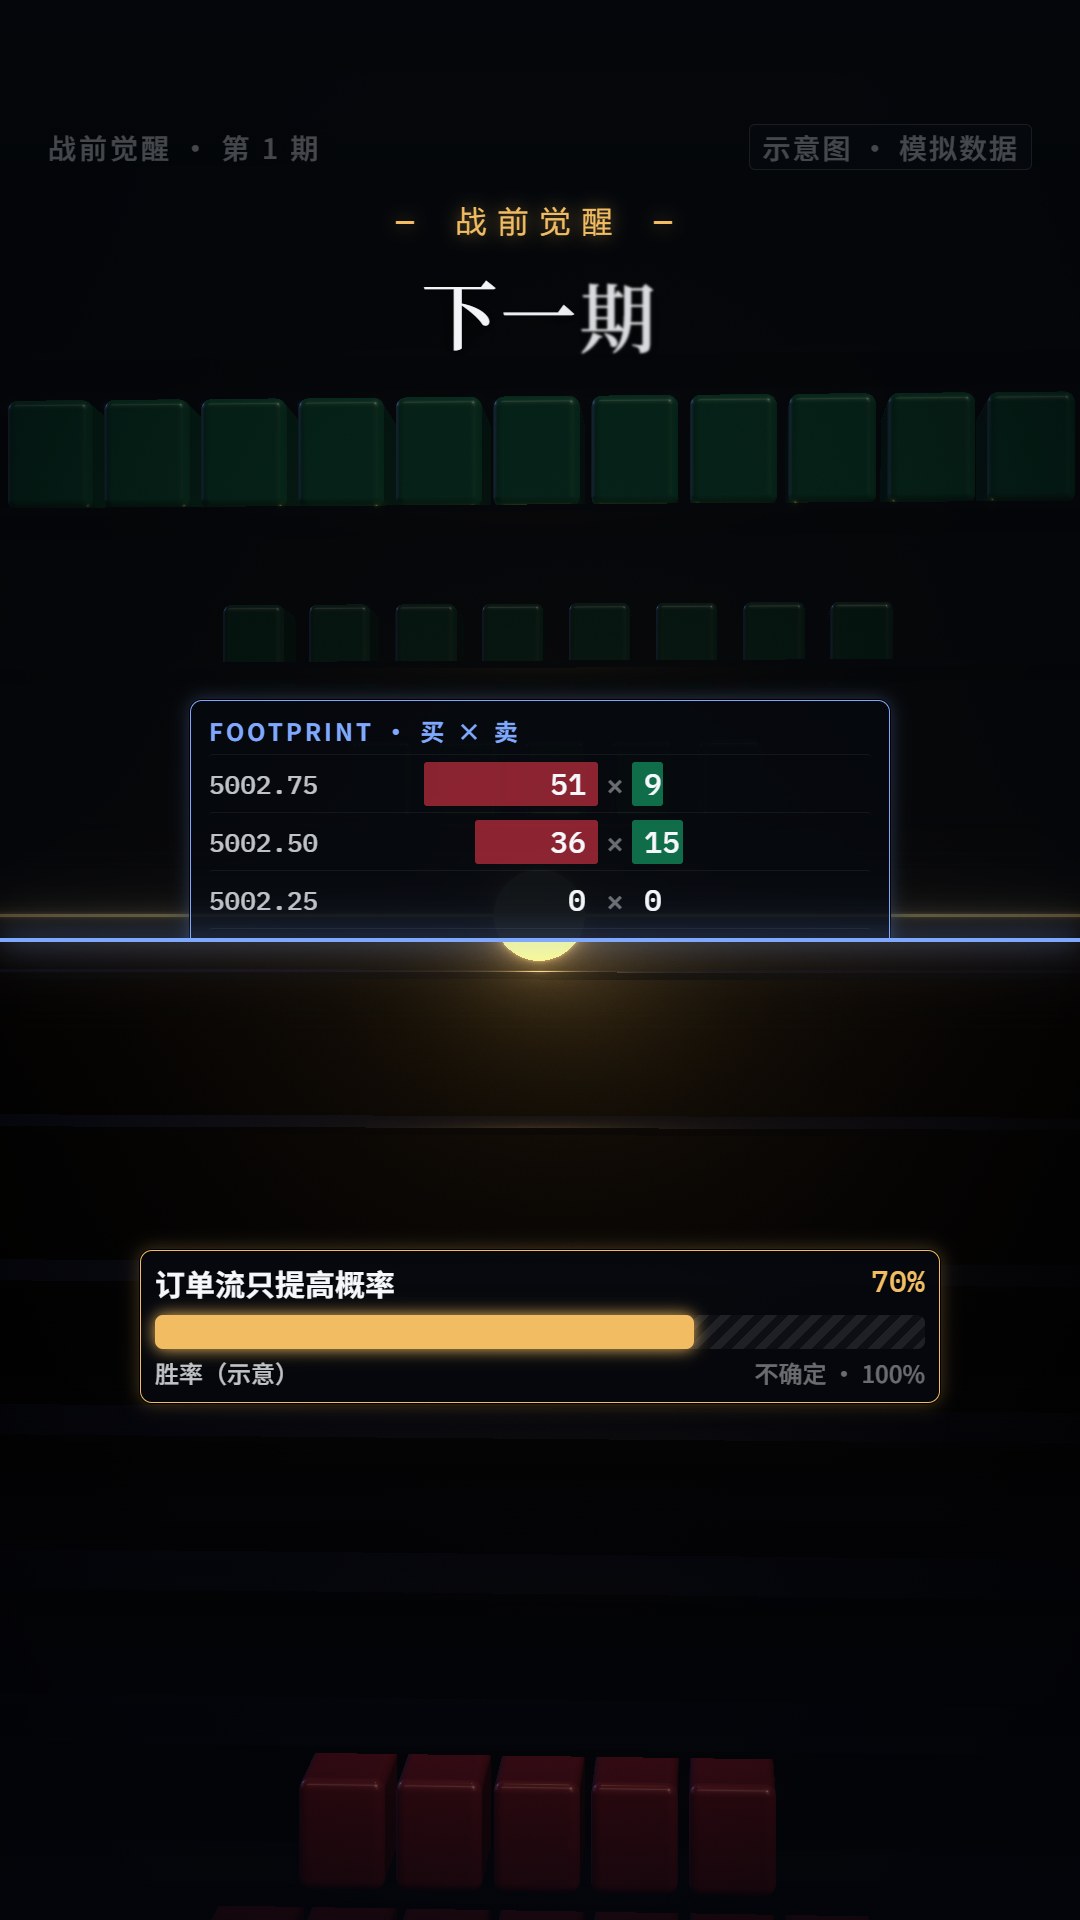 战前觉醒 · 第 1 期
示意图 · 模拟数据
– 战前觉醒 –
下一期
FOOTPRINT · 买 × 卖
5002.75 51 × 9
5002.50 36 × 15
5002.25 0 × 0
订单流只提高概率 70%
胜率（示意） 不确定 · 100%